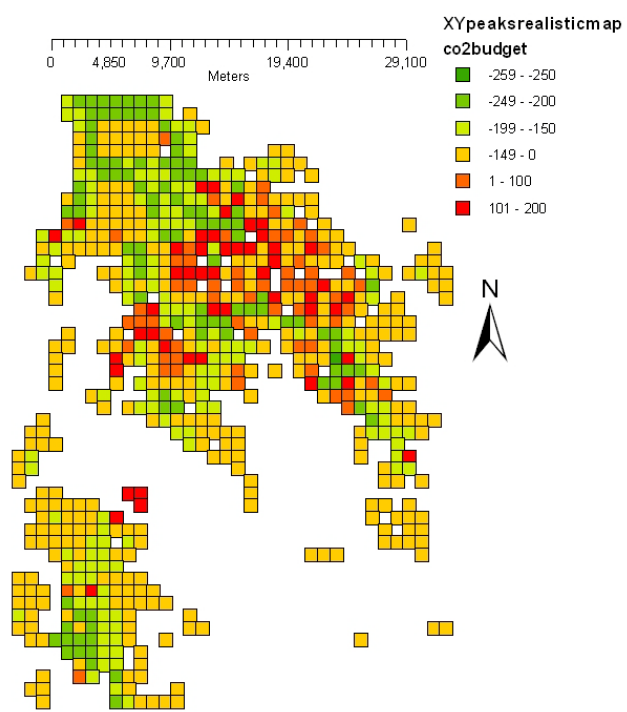 XYpeaksrealisticmap
co2budget
0 4,850 9,700 19,400 29,100
Meters
-259 - -250
-249 - -200
-199 - -150
-149 - 0
1 - 100
101 - 200
N